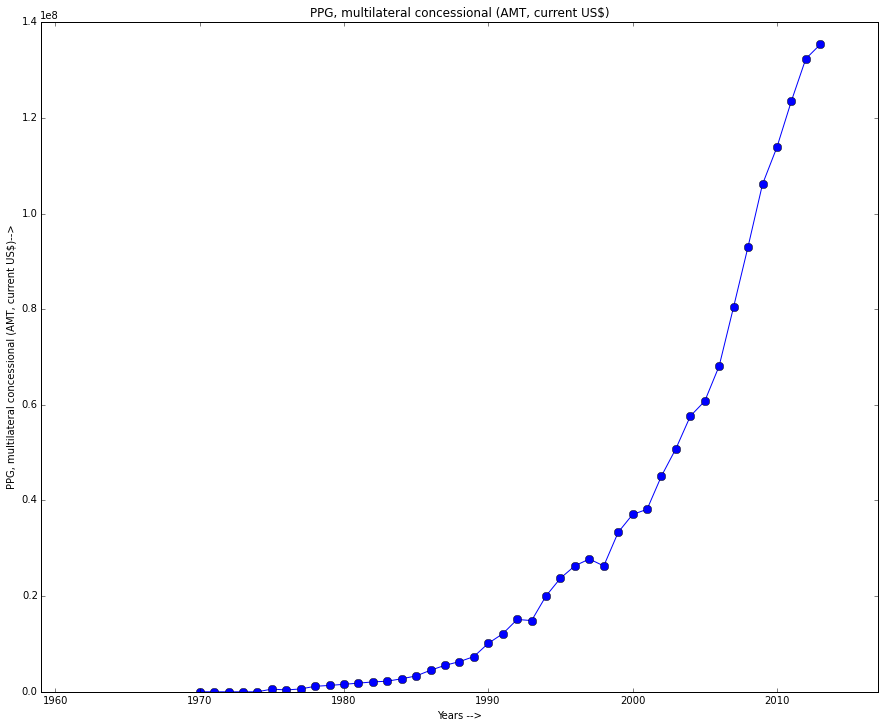 PPG, multilateral concessional (AMT, current US$)
1e8
1.4
1.2
1.0
0.8
0.6
0.4
0.2
0.0
PPG, multilateral concessional (AMT, current US$)-->
1960 1970 1980 1990 2000 2010
Years -->